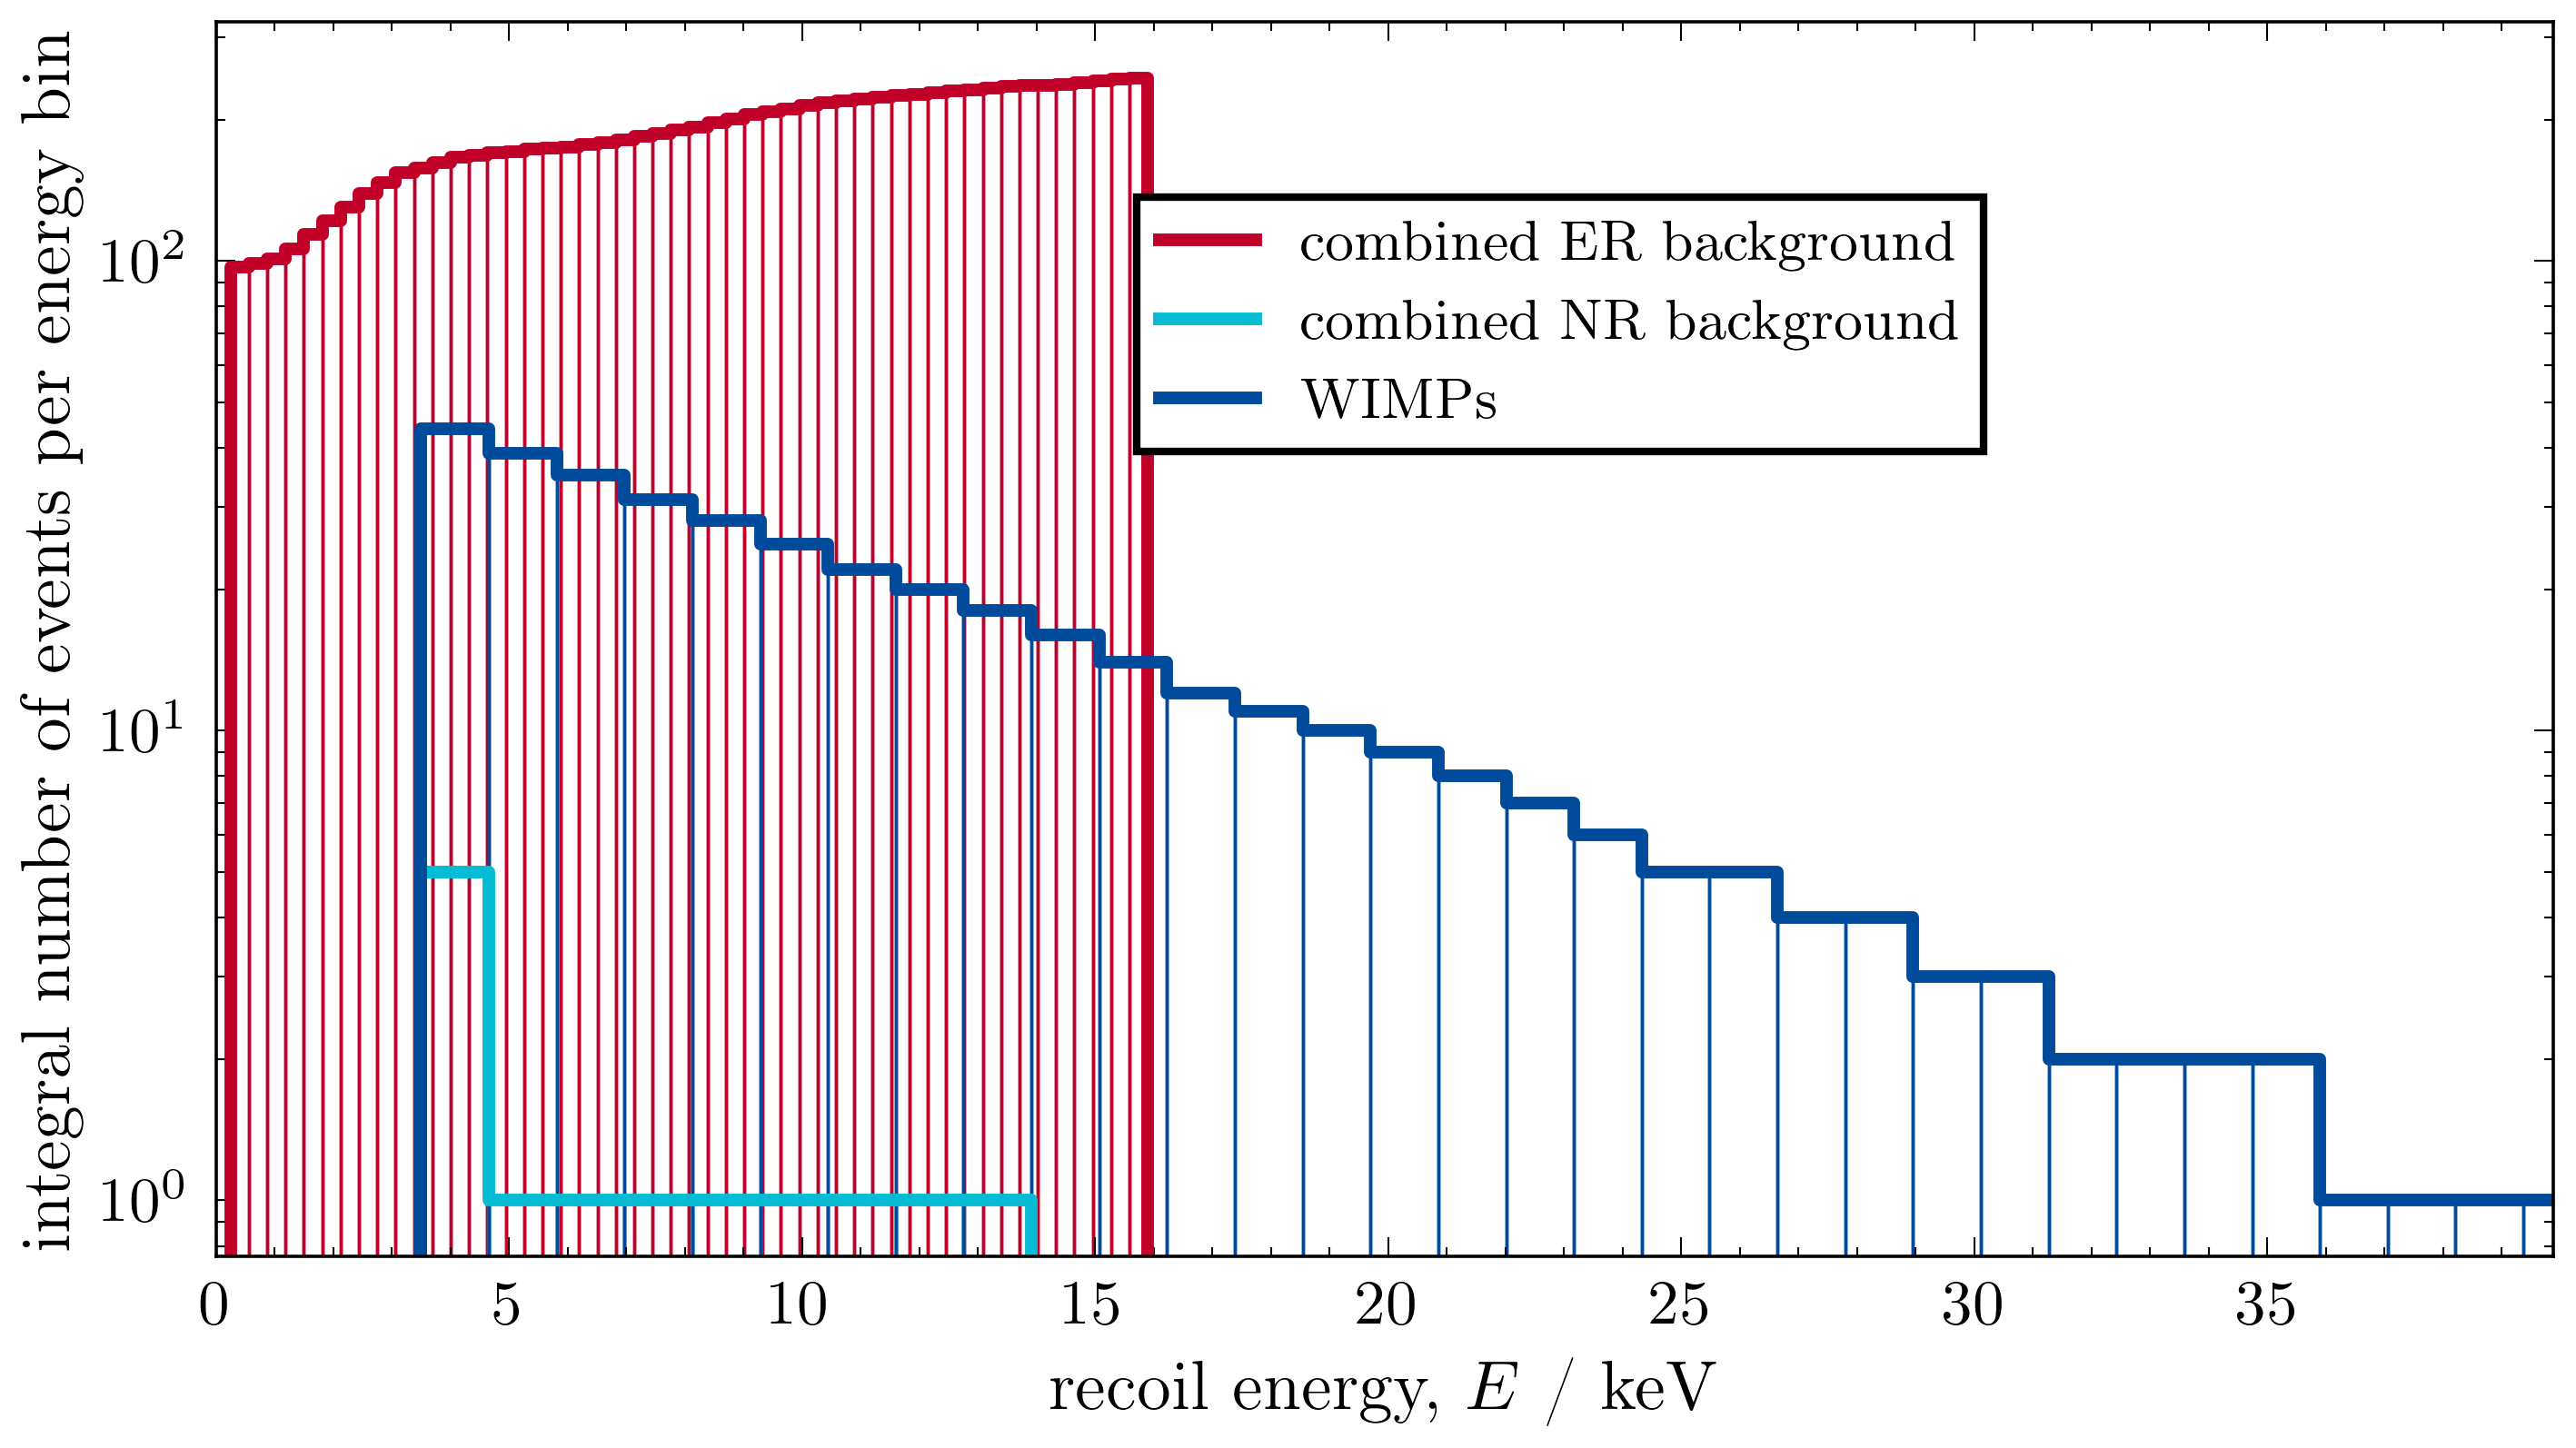 integral number of events per energy bin
10²
10¹
10⁰
combined ER background
combined NR background
WIMPs
0 5 10 15 20 25 30 35
recoil energy, E / keV